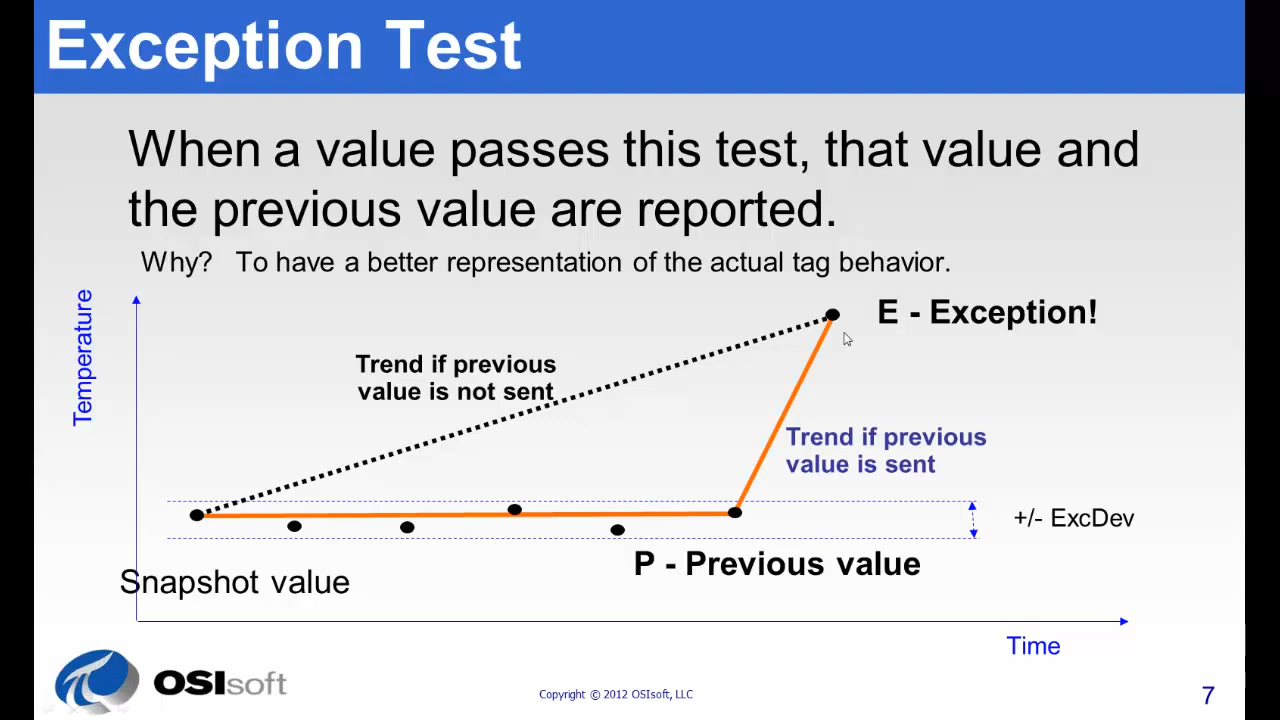 Exception Test
When a value passes this test, that value and
the previous value are reported.
Why? To have a better representation of the actual tag behavior.
Temperature
E - Exception!
Trend if previous
value is not sent
Trend if previous
value is sent
+/- ExcDev
P - Previous value
Snapshot value
Time
OSIsoft
Copyright © 2012 OSIsoft, LLC
7